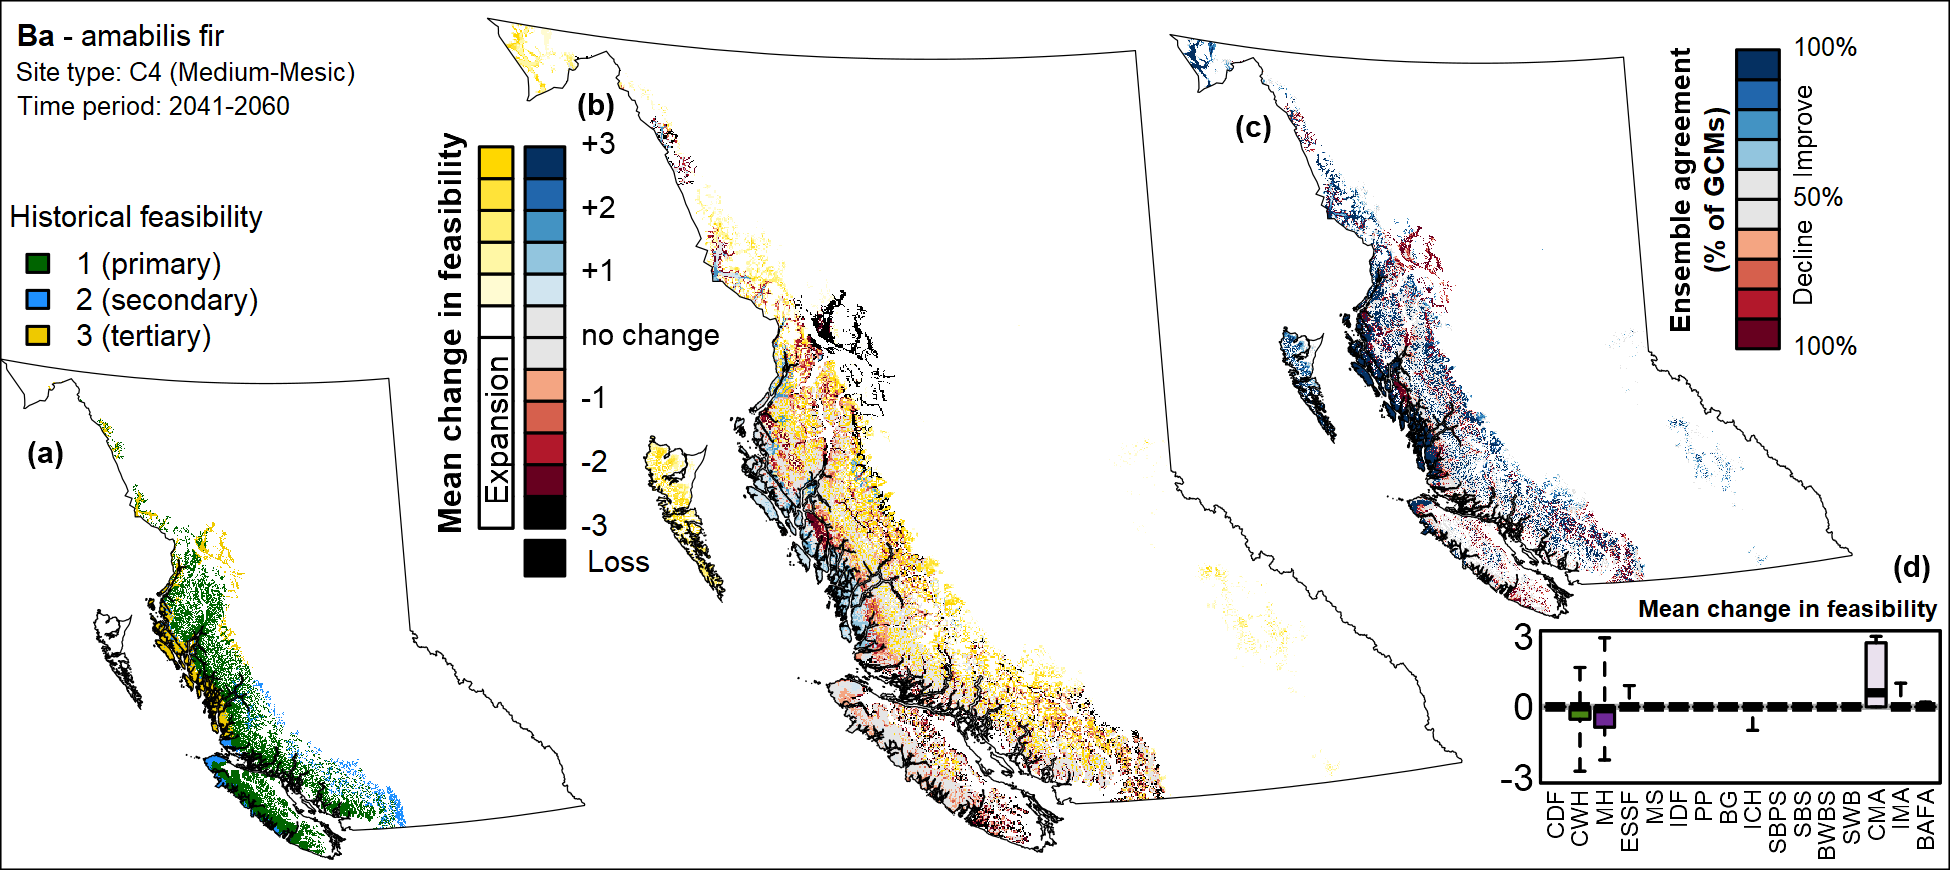 Ba - amabilis fir
Site type: C4 (Medium-Mesic)
Time period: 2041-2060
Historical feasibility
1 (primary)
2 (secondary)
3 (tertiary)
(a)
(b)
Mean change in feasibility
Expansion
+3
+2
+1
no change
-1
-2
-3
Loss
(c)
Ensemble agreement
(% of GCMs)
100%
Improve
50%
Decline
100%
(d)
Mean change in feasibility
3
0
-3
CDF
CWH
MH
ESSF
MS
IDF
PP
BG
ICH
SBPS
SBS
BWBS
SWB
CMA
IMA
BAFA